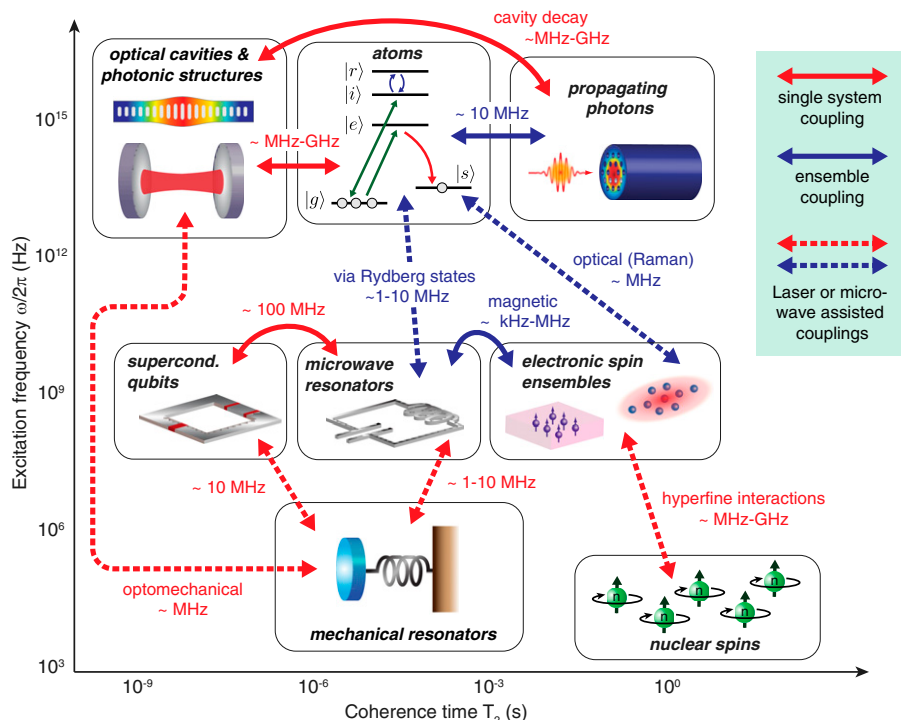 cavity decay
~MHz-GHz
optical cavities &
photonic structures
atoms
|r⟩
|i⟩
|e⟩
|s⟩
|g⟩
propagating
photons
~ MHz-GHz
~ 10 MHz
single system
coupling
ensemble
coupling
Laser or micro-
wave assisted
couplings
via Rydberg states
~1-10 MHz
optical (Raman)
~ MHz
magnetic
~ kHz-MHz
~ 100 MHz
supercond.
qubits
microwave
resonators
electronic spin
ensembles
~ 10 MHz
~ 1-10 MHz
hyperfine interactions
~ MHz-GHz
optomechanical
~ MHz
mechanical resonators
n
n
n
n
n
nuclear spins
Excitation frequency ω/2π (Hz)
10¹⁵
10¹²
10⁹
10⁶
10³
10⁻⁹
10⁻⁶
10⁻³
10⁰
Coherence time T₂ (s)